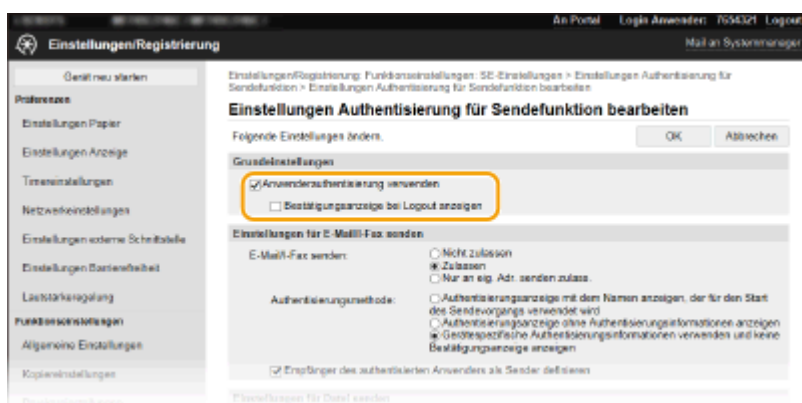 An Portal Login Anwender: 7654321 Logout
Einstellungen/Registrierung
Mail an Systemmanager
Gerät neu starten
Präferenzen
Einstellungen Papier
Einstellungen Anzeige
Timereinstellungen
Netzwerkeinstellungen
Einstellungen externe Schnittstelle
Einstellungen Barrierefreiheit
Lautstärkeregelung
Funktionseinstellungen
Allgemeine Einstellungen
Kopiereinstellungen
Einstellungen/Registrierung: Funktionseinstellungen: SE-Einstellungen > Einstellungen Authentisierung für
Sendefunktion > Einstellungen Authentisierung für Sendefunktion bearbeiten
Einstellungen Authentisierung für Sendefunktion bearbeiten
Folgende Einstellungen ändern.
OK
Abbrechen
Grundeinstellungen
Anwenderauthentisierung verwenden
Bestätigungsanzeige bei Logout anzeigen
Einstellungen für E-Mail/I-Fax senden
E-Mail/I-Fax senden:
Nicht zulassen
Zulassen
Nur an eig. Adr. senden zulass.
Authentisierungsmethode:
Authentisierungsanzeige mit dem Namen anzeigen, der für den Start
des Sendevorgangs verwendet wird
Authentisierungsanzeige ohne Authentisierungsinformationen anzeigen
Gerätespezifische Authentisierungsinformationen verwenden und keine
Bestätigungsanzeige anzeigen
Empfänger des authentisierten Anwenders als Sender definieren
Einstellungen für Datei senden